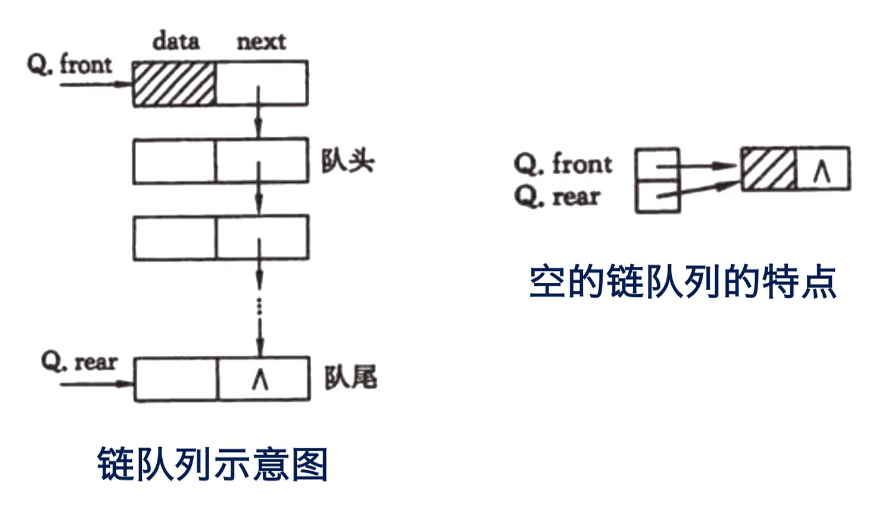 data next
Q. front
队头
Q. rear
∧
队尾
链队列示意图
Q. front
Q. rear
∧
空的链队列的特点